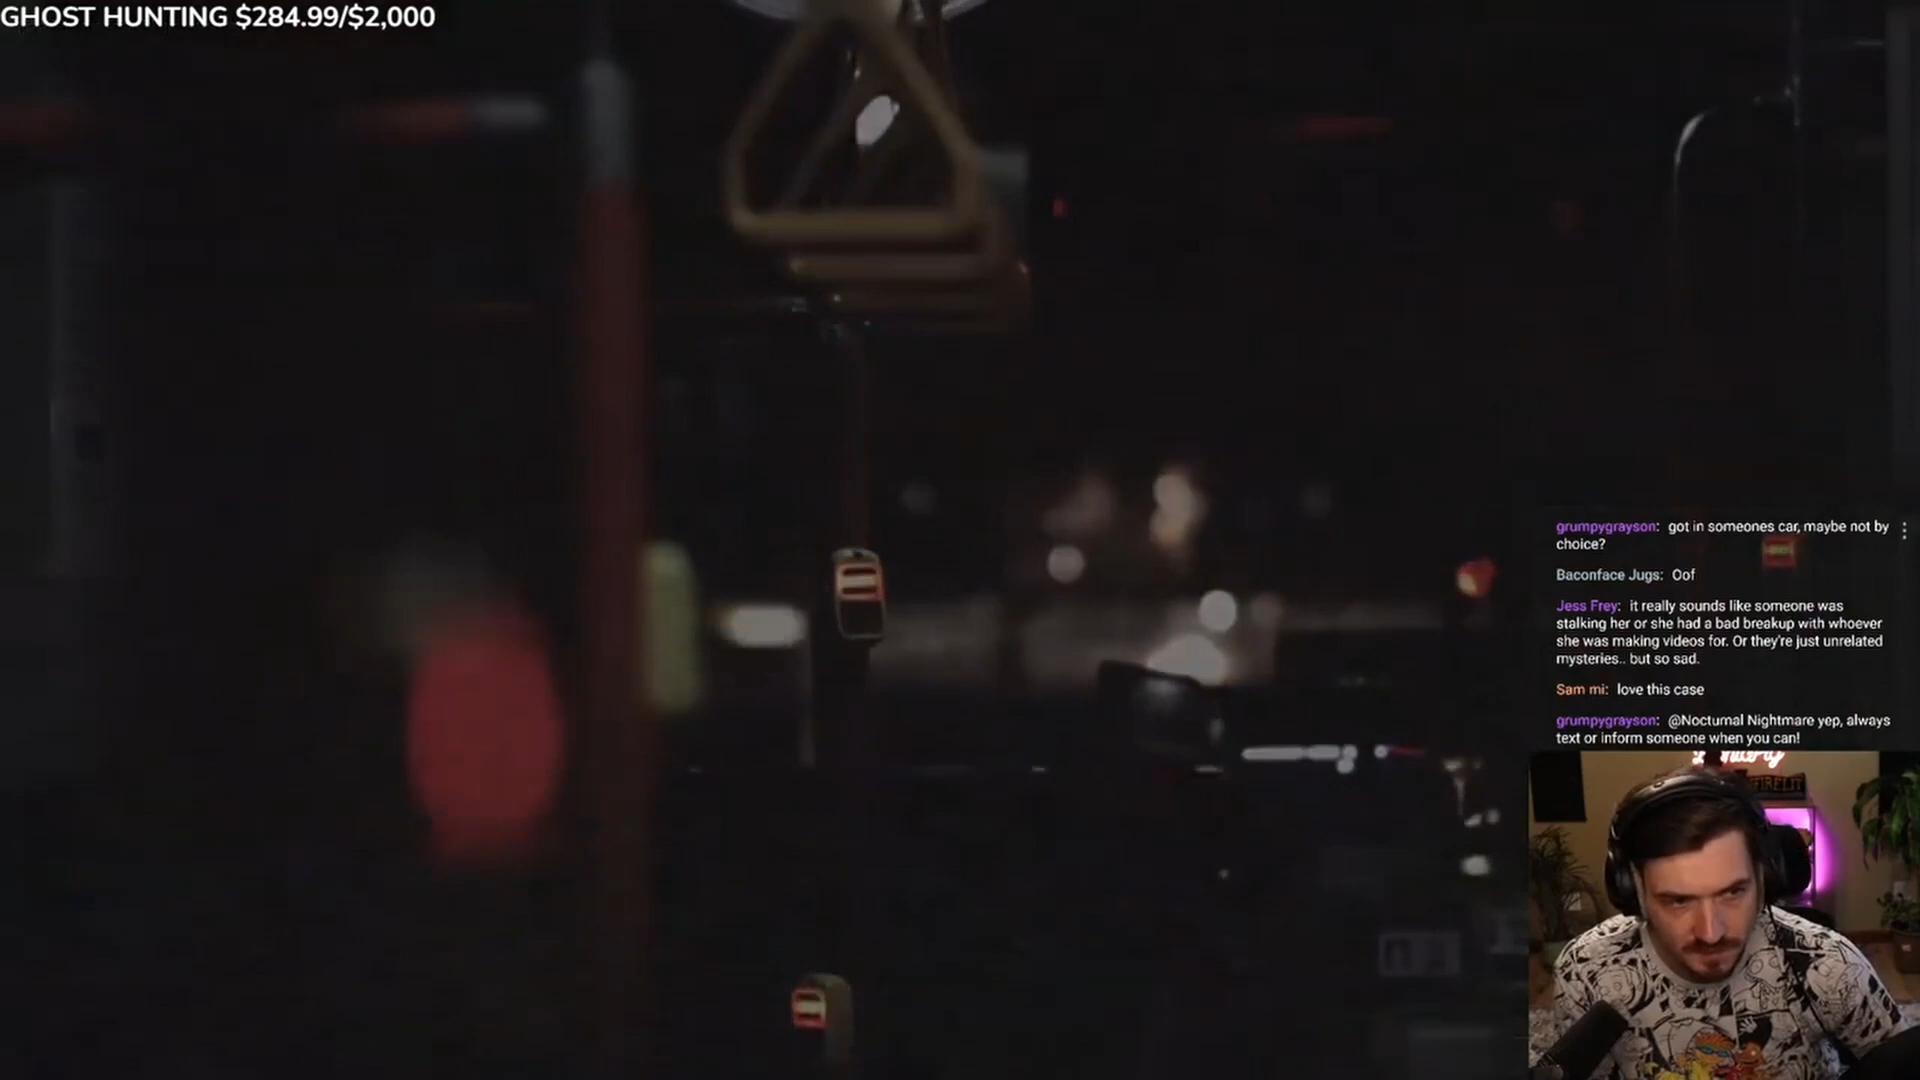 GHOST HUNTING $284.99/$2,000
grumpygrayson: got in someones car, maybe not by
choice?
Baconface Jugs: Oof
Jess Frey: it really sounds like someone was
stalking her or she had a bad breakup with whoever
she was making videos for. Or they're just unrelated
mysteries.. but so sad.
Sam mi: love this case
grumpygrayson: @Nocturnal Nightmare yep, always
text or inform someone when you can!
FIRELIT